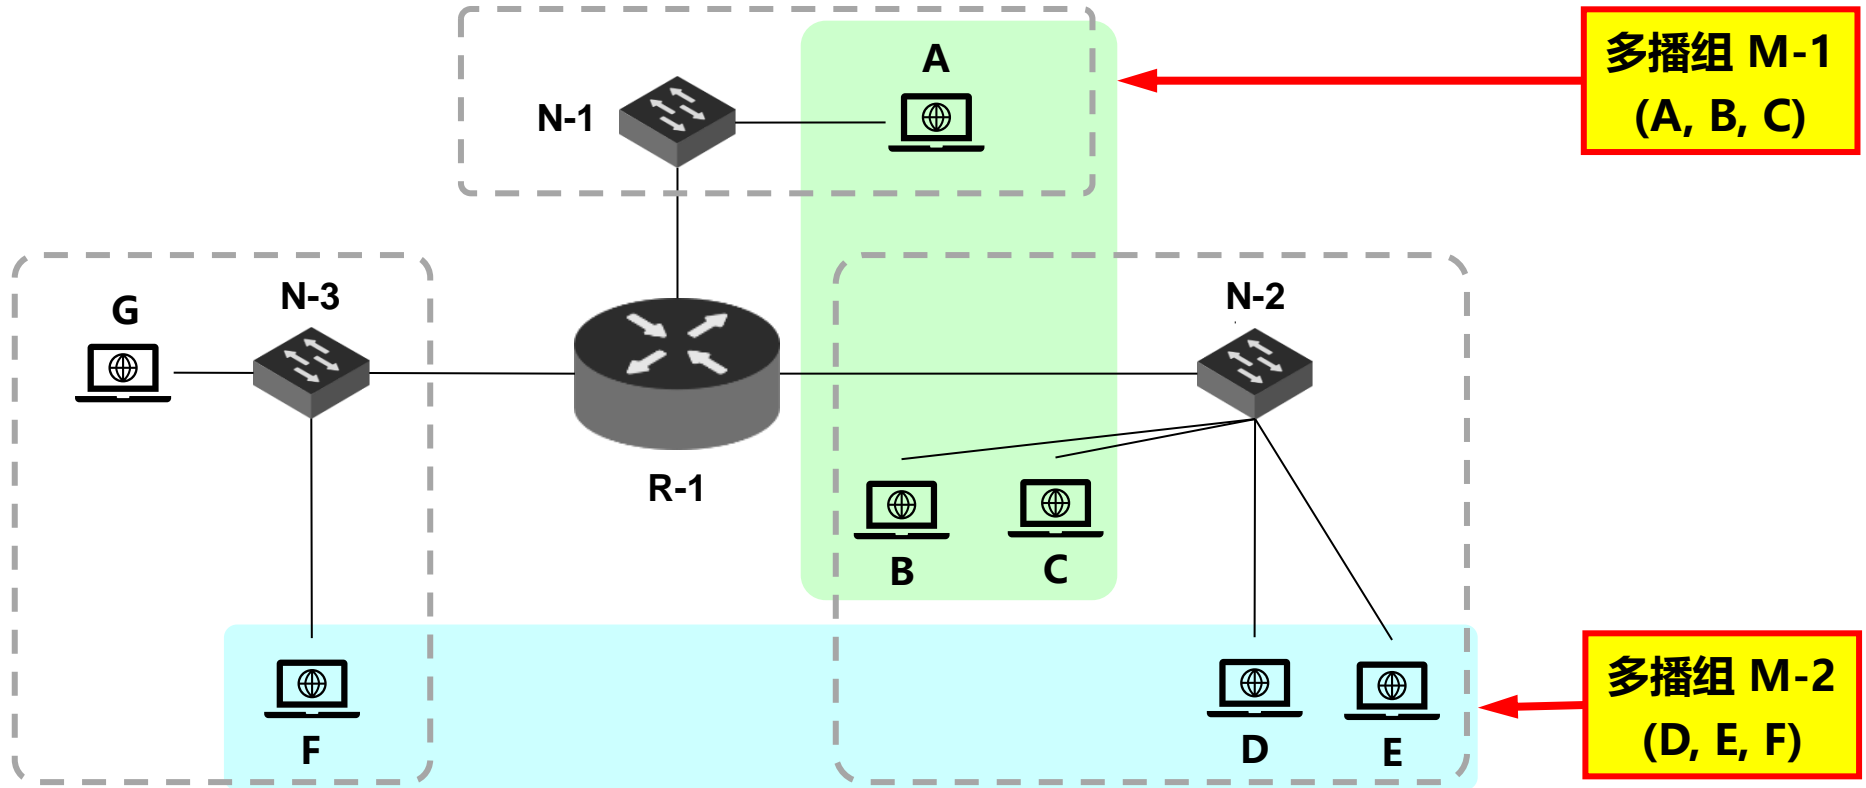 A
多播组 M-1
(A, B, C)
N-1
G
N-3
N-2
R-1
B
C
F
D
E
多播组 M-2
(D, E, F)